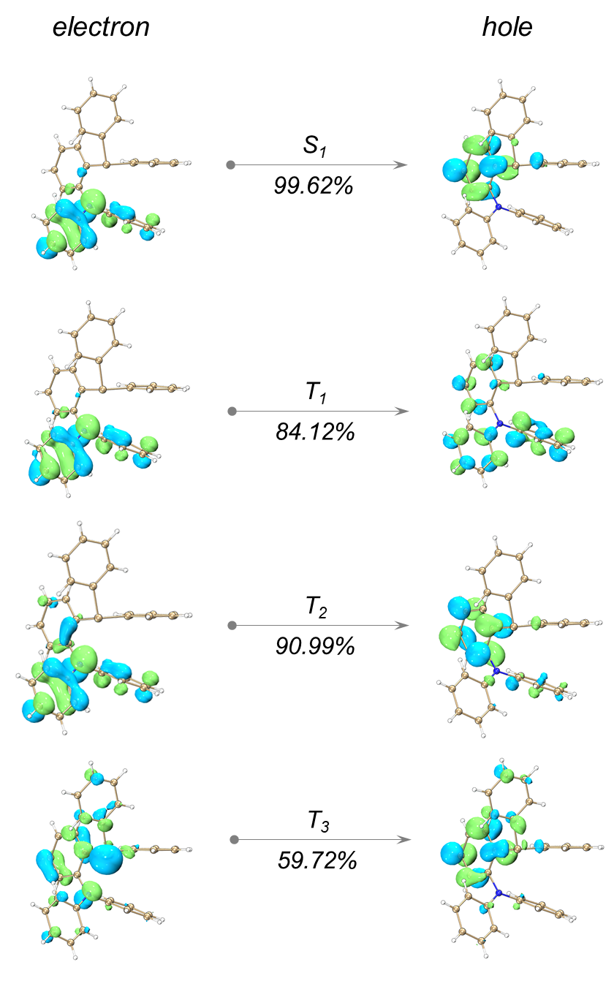 electron hole
S1
99.62%
T1
84.12%
T2
90.99%
T3
59.72%